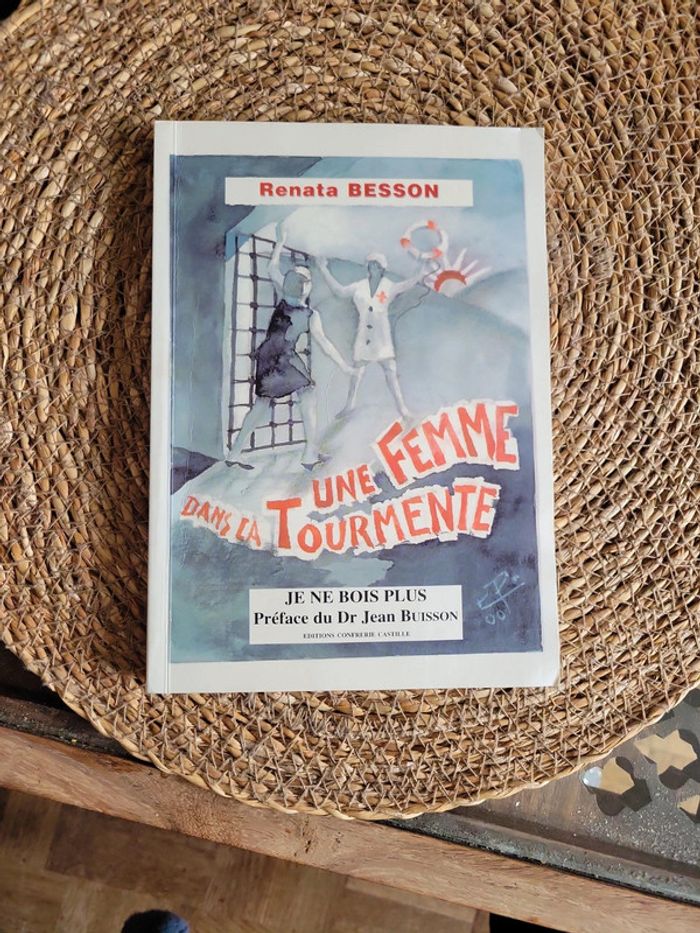 Renata BESSON
UNE FEMME
DANS LA TOURMENTE
JE NE BOIS PLUS
Préface du Dr Jean BUISSON
EDITIONS CONFRERIE CASTILLE